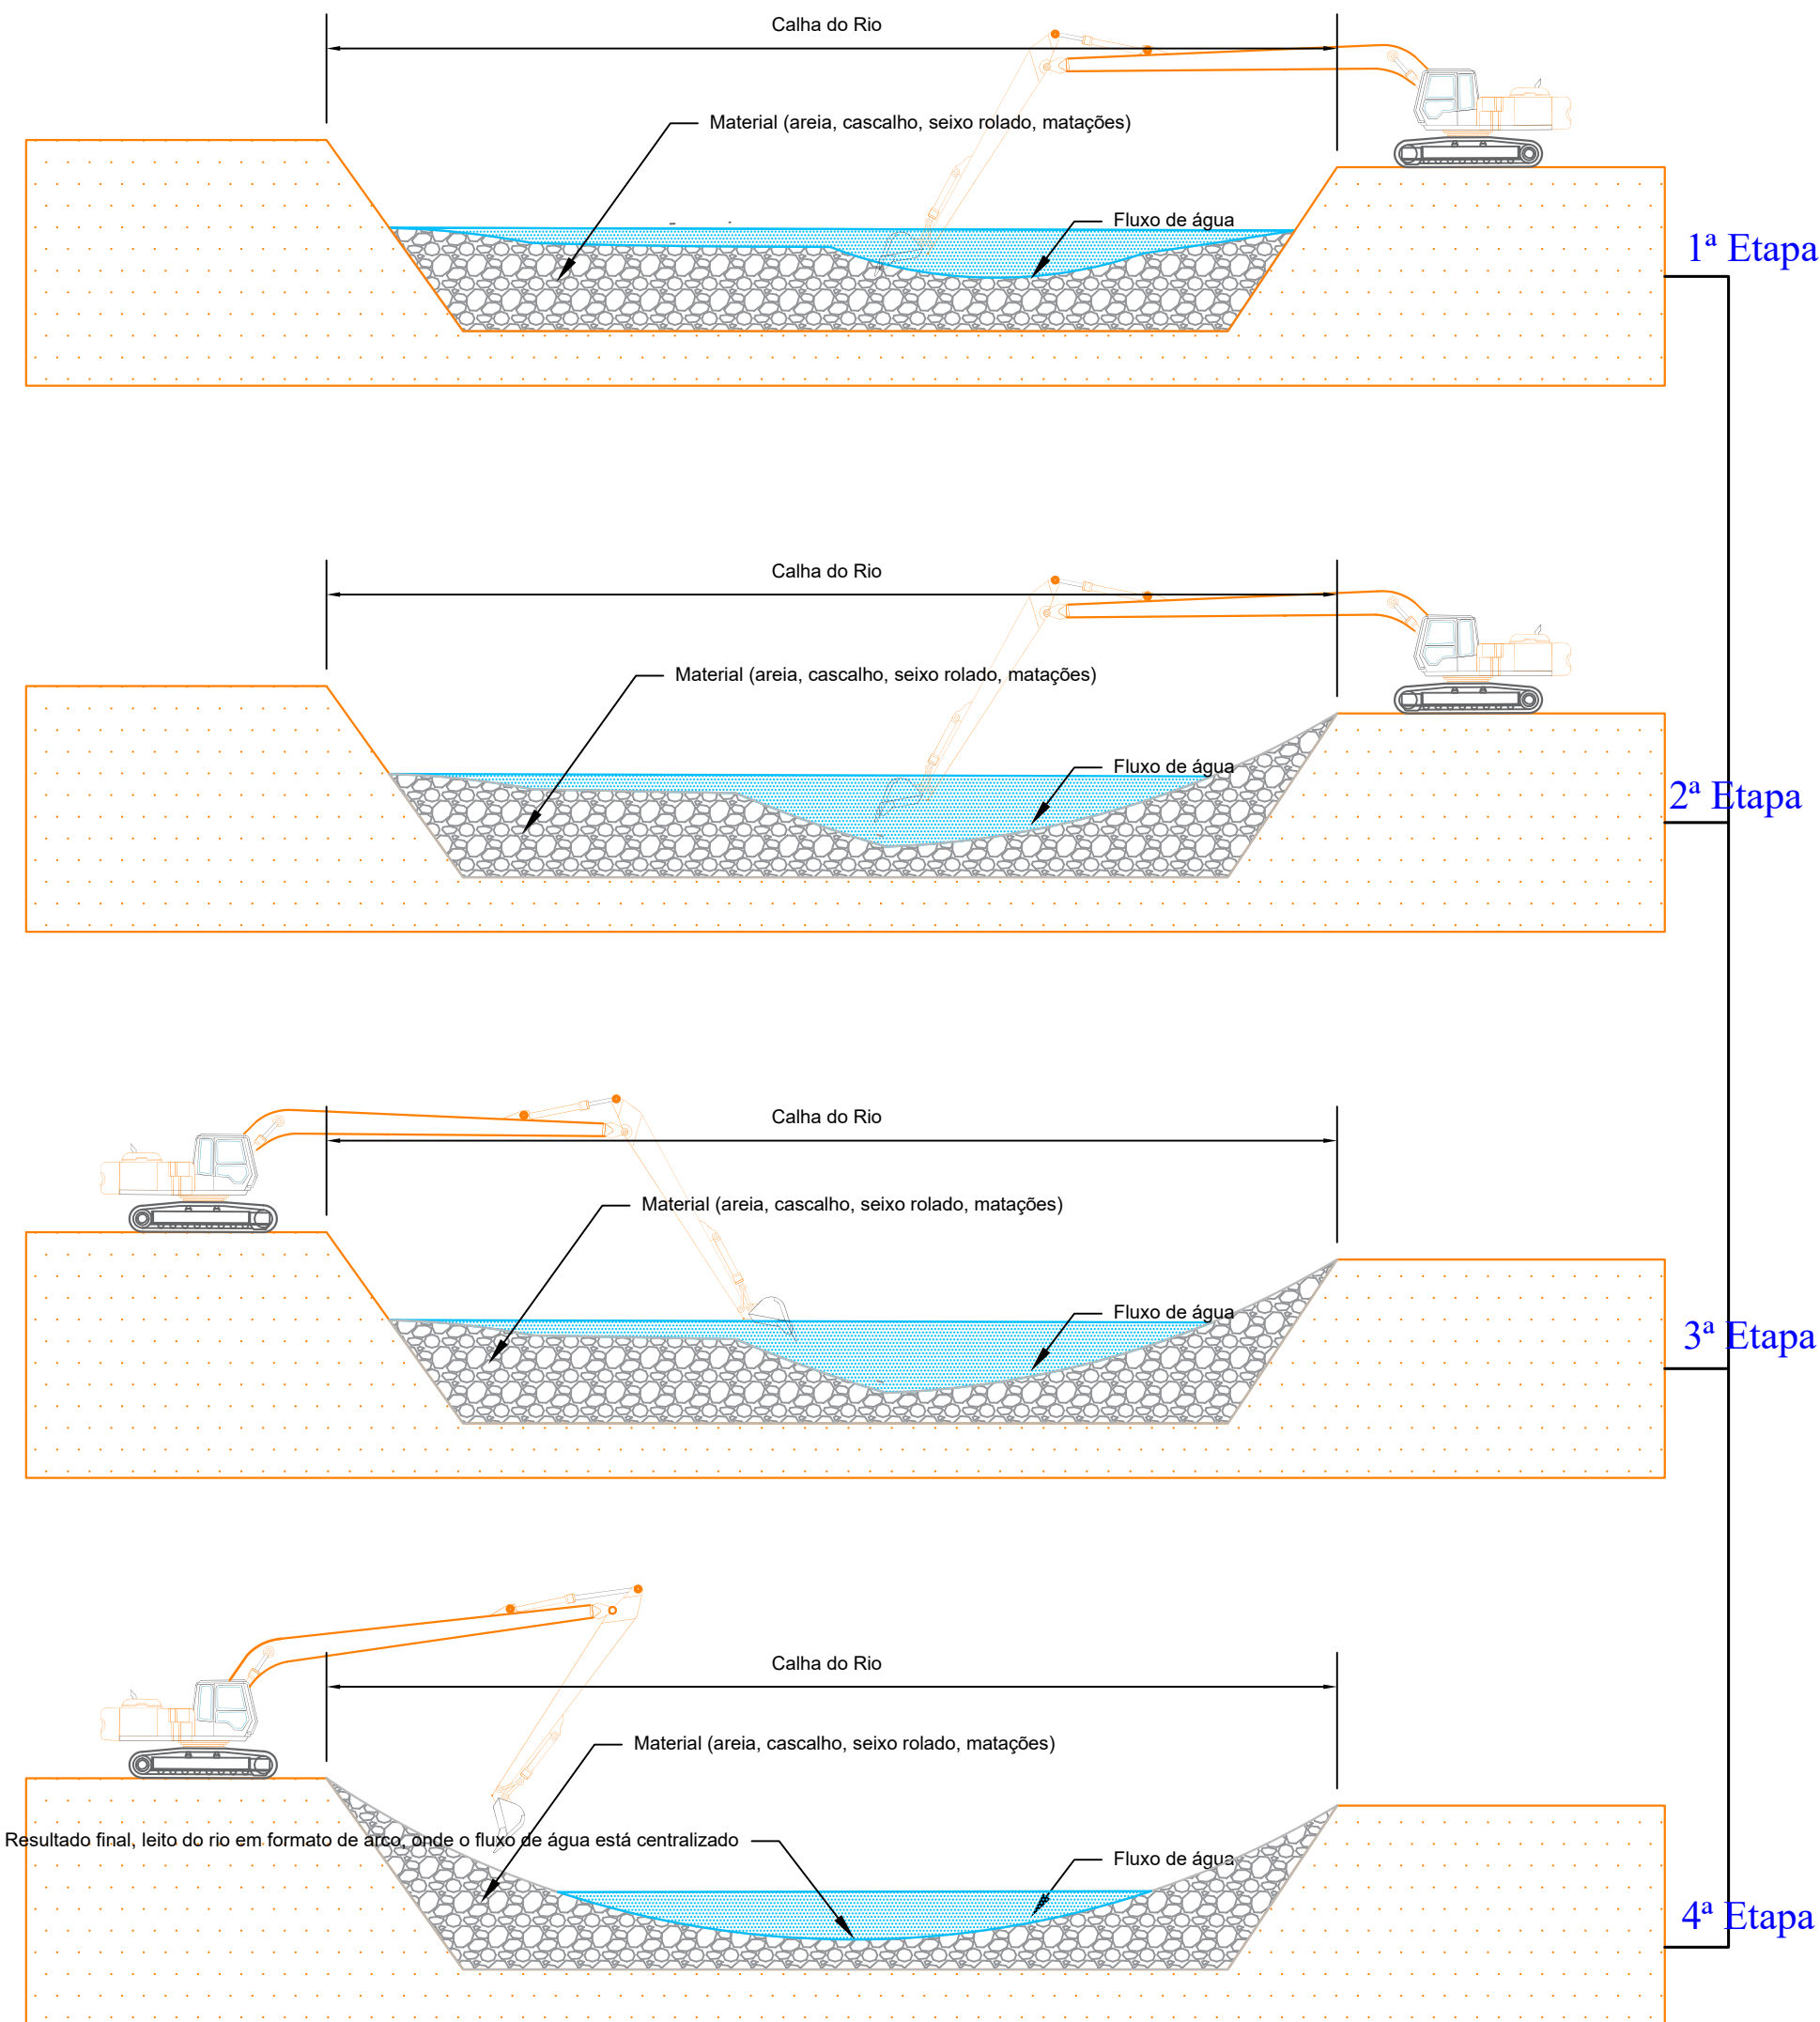 Calha do Rio
Material (areia, cascalho, seixo rolado, matações)
Fluxo de água
1ª Etapa
Calha do Rio
Material (areia, cascalho, seixo rolado, matações)
Fluxo de água
2ª Etapa
Calha do Rio
Material (areia, cascalho, seixo rolado, matações)
Fluxo de água
3ª Etapa
Calha do Rio
Material (areia, cascalho, seixo rolado, matações)
Resultado final, leito do rio em formato de arco, onde o fluxo de água está centralizado
Fluxo de água
4ª Etapa